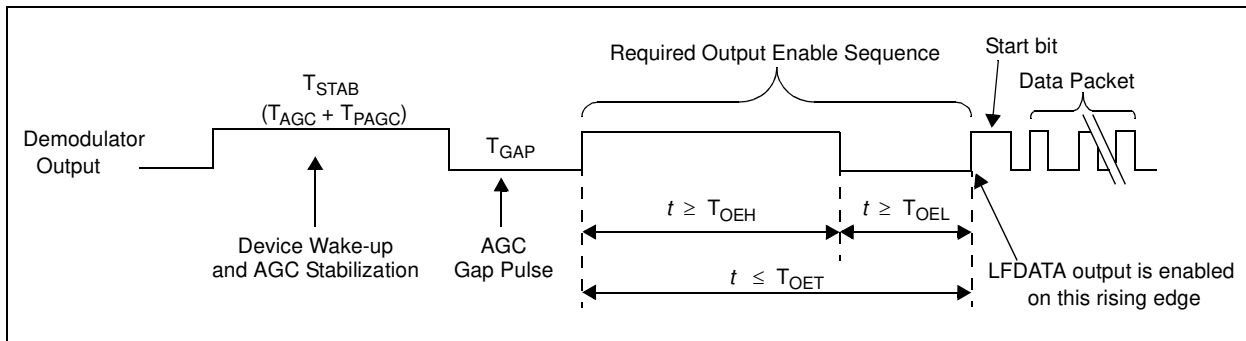 Required Output Enable Sequence
Start bit
Data Packet
T_STAB
(T_AGC + T_PAGC)
Demodulator
Output
T_GAP
t ≥ T_OEH
t ≥ T_OEL
Device Wake-up
and AGC Stabilization
AGC
Gap Pulse
t ≤ T_OET
LFDATA output is enabled
on this rising edge